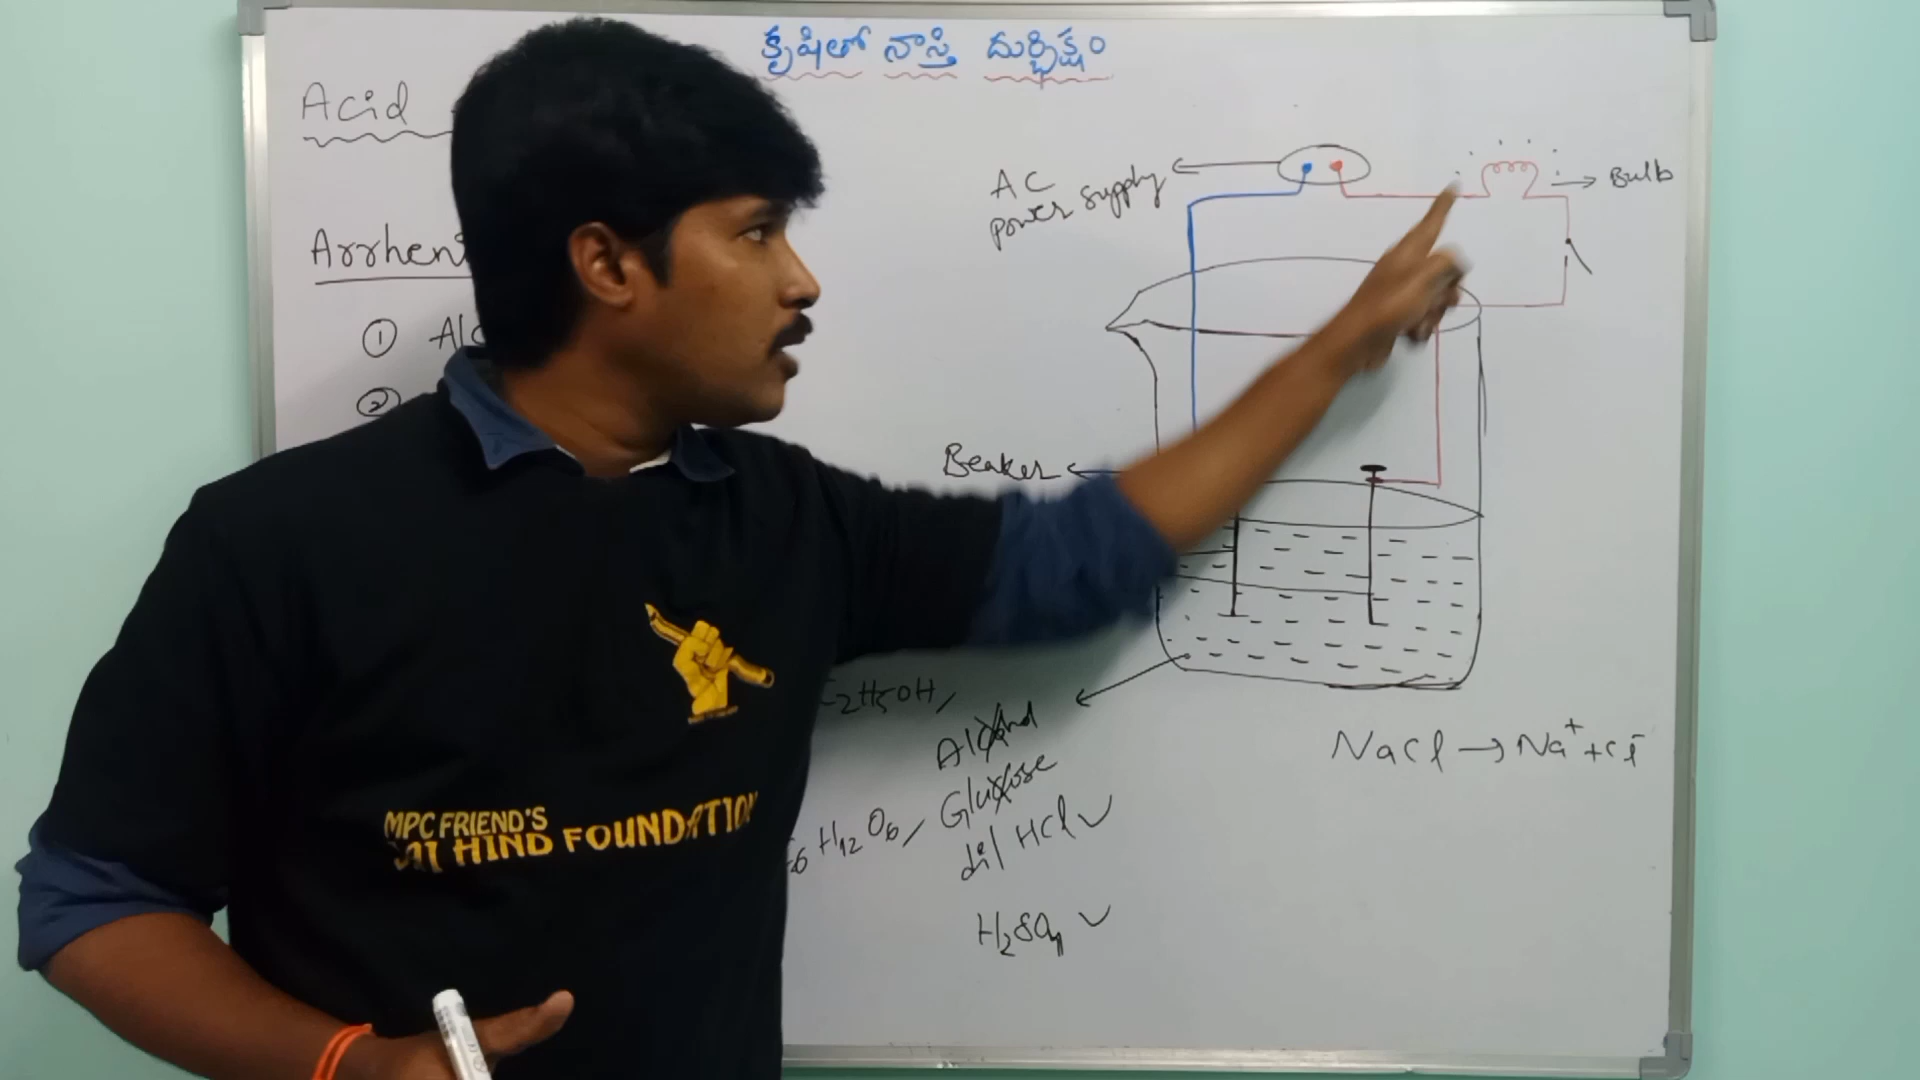 కృషితో నాస్తి దుర్భిక్షం
Acid
Arrhen
① Alc
②
AC
power supply
Bulb
Beaker
C2H5OH,
Alcohol
C6H12O6,
Glucose
dil HCl ✓
H2SO4 ✓
NaCl → Na+ + Cl-
MPC FRIEND'S
JAI HIND FOUNDATION